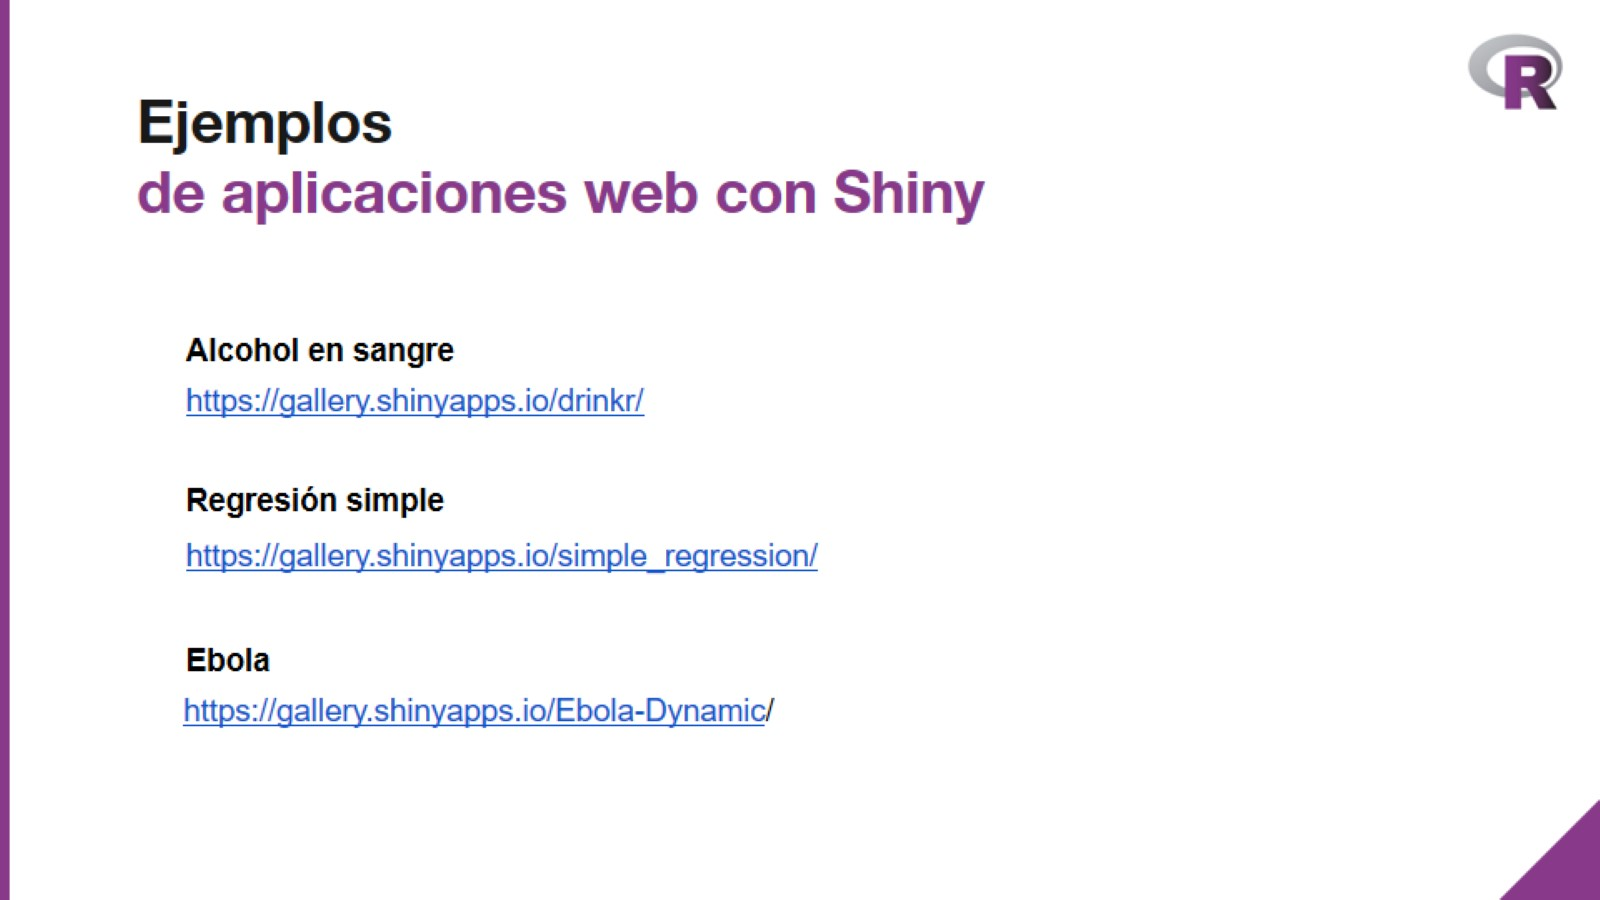 R
Ejemplos
de aplicaciones web con Shiny
Alcohol en sangre
https://gallery.shinyapps.io/drinkr/
Regresión simple
https://gallery.shinyapps.io/simple_regression/
Ebola
https://gallery.shinyapps.io/Ebola-Dynamic/